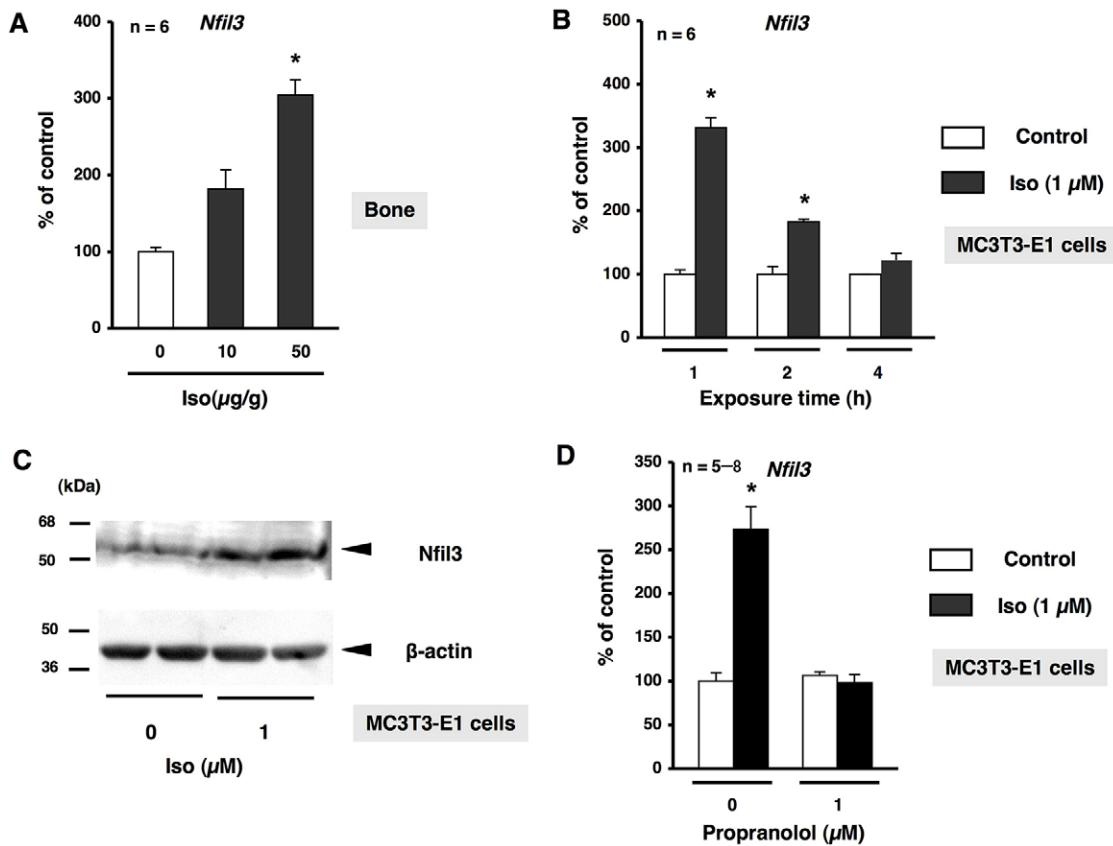 A
n = 6
Nfil3
400
300
200
100
0
% of control
*
0 10 50
Iso(µg/g)
Bone
B
n = 6
Nfil3
500
400
300
200
100
0
% of control
*
*
1 2 4
Exposure time (h)
Control
Iso (1 µM)
MC3T3-E1 cells
C
(kDa)
68
50
Nfil3
50
36
β-actin
0 1
Iso (µM)
MC3T3-E1 cells
D
n = 5–8
Nfil3
350
300
250
200
150
100
50
0
% of control
*
0 1
Propranolol (µM)
Control
Iso (1 µM)
MC3T3-E1 cells